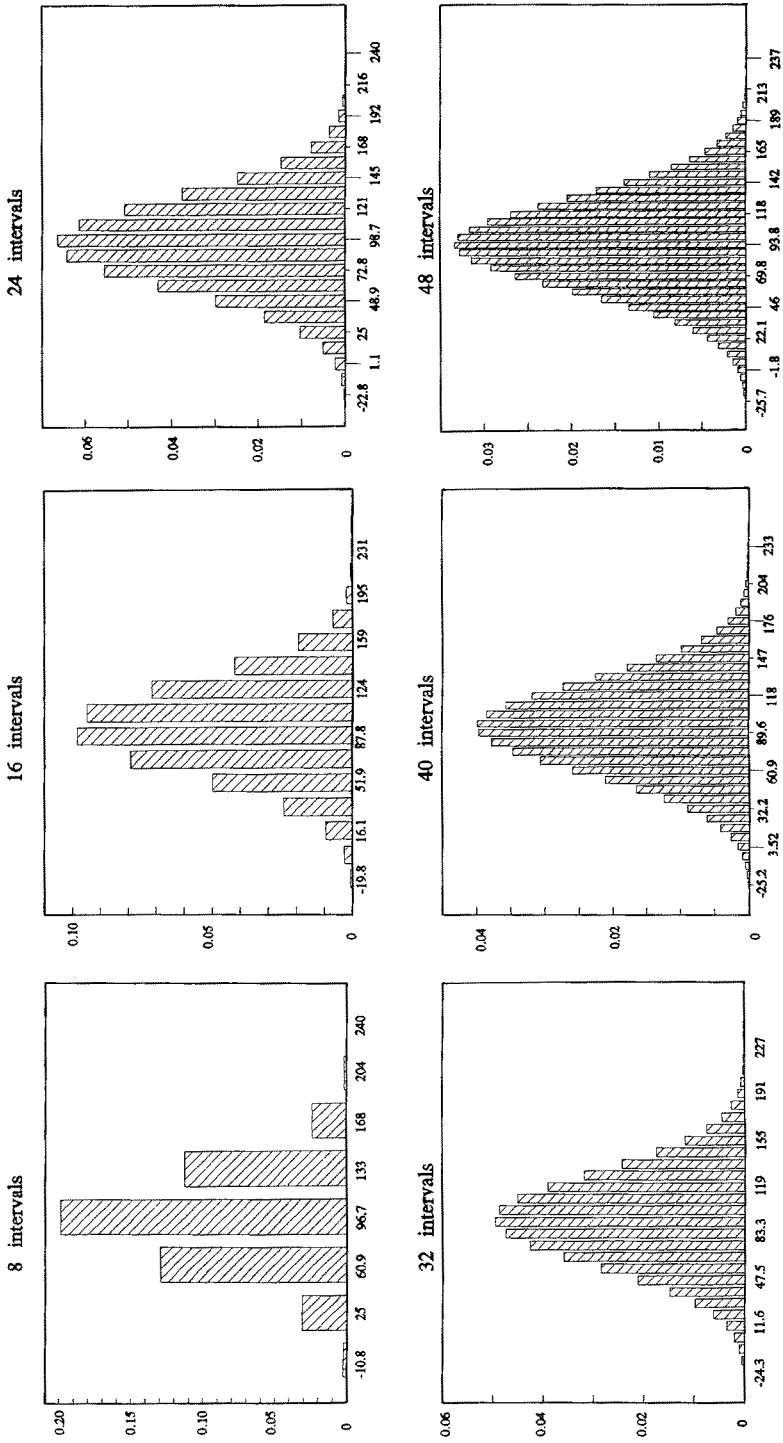 8 intervals
0.20
0.15
0.10
0.05
0
-10.8 25 60.9 96.7 133 168 204 240
16 intervals
0.10
0.05
0
-19.8 16.1 51.9 87.8 124 159 195 231
24 intervals
0.06
0.04
0.02
0
-22.8 1.1 25 48.9 72.8 96.7 121 145 168 192 216 240
32 intervals
0.06
0.04
0.02
0
-24.3 11.6 47.5 83.3 119 155 191 227
40 intervals
0.04
0.02
0
-25.2 3.52 32.2 60.9 89.6 118 147 176 204 233
48 intervals
0.03
0.02
0.01
0
-25.7 -1.8 22.1 46 69.8 93.8 118 142 165 189 213 237